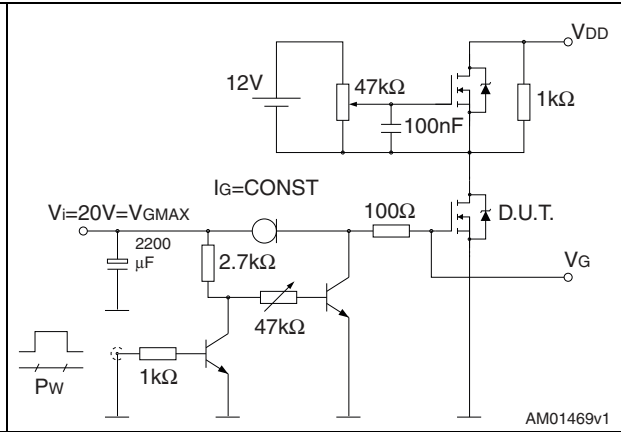 VDD
12V
47kΩ
1kΩ
100nF
IG=CONST
Vi=20V=VGMAX
100Ω
D.U.T.
2200
μF
2.7kΩ
VG
47kΩ
1kΩ
PW
AM01469v1